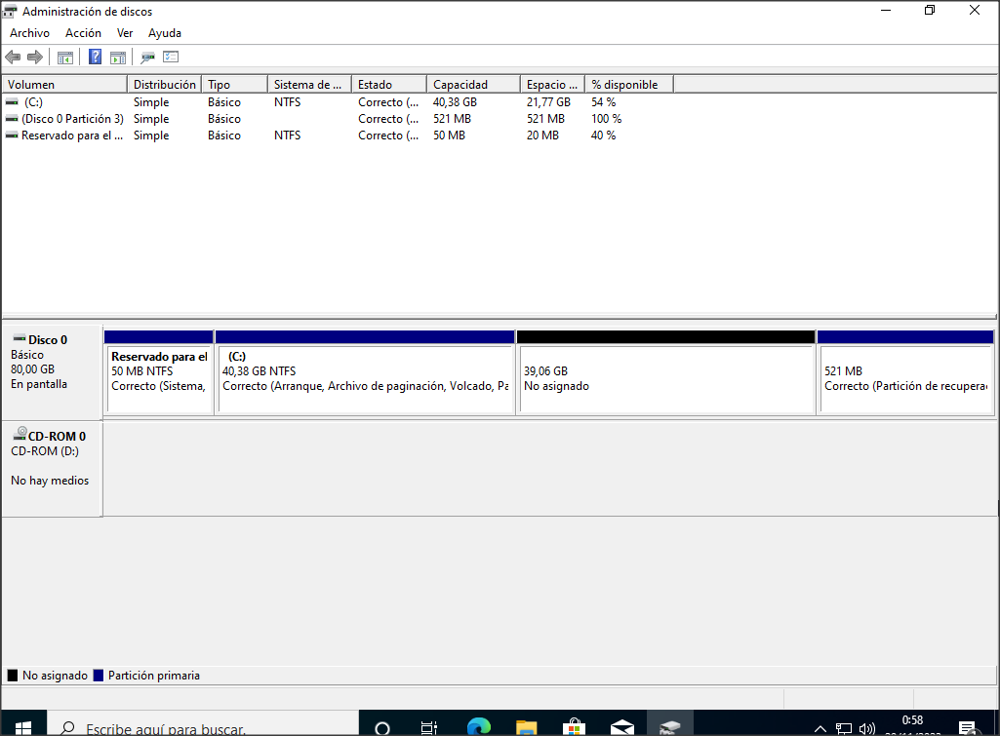 Administración de discos
Archivo Acción Ver Ayuda
Volumen Distribución Tipo Sistema de ... Estado Capacidad Espacio ... % disponible
(C:) Simple Básico NTFS Correcto (... 40,38 GB 21,77 GB 54 %
(Disco 0 Partición 3) Simple Básico Correcto (... 521 MB 521 MB 100 %
Reservado para el ... Simple Básico NTFS Correcto (... 50 MB 20 MB 40 %
Disco 0
Básico
80,00 GB
En pantalla
Reservado para el
50 MB NTFS
Correcto (Sistema,
(C:)
40,38 GB NTFS
Correcto (Arranque, Archivo de paginación, Volcado, Pa
39,06 GB
No asignado
521 MB
Correcto (Partición de recupera
CD-ROM 0
CD-ROM (D:)
No hay medios
No asignado Partición primaria
Escribe aquí para buscar.
0:58